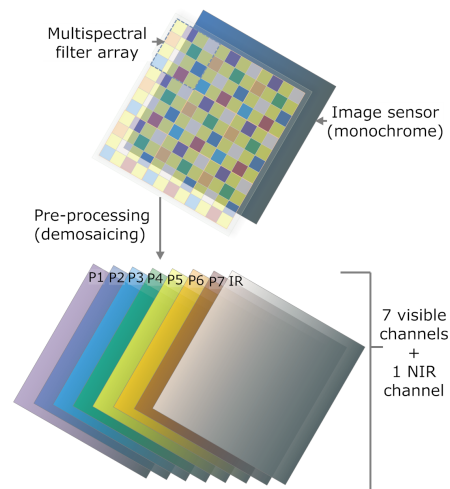 Multispectral
filter array
Image sensor
(monochrome)
Pre-processing
(demosaicing)
P1 P2 P3 P4 P5 P6 P7 IR
7 visible
channels
+
1 NIR
channel